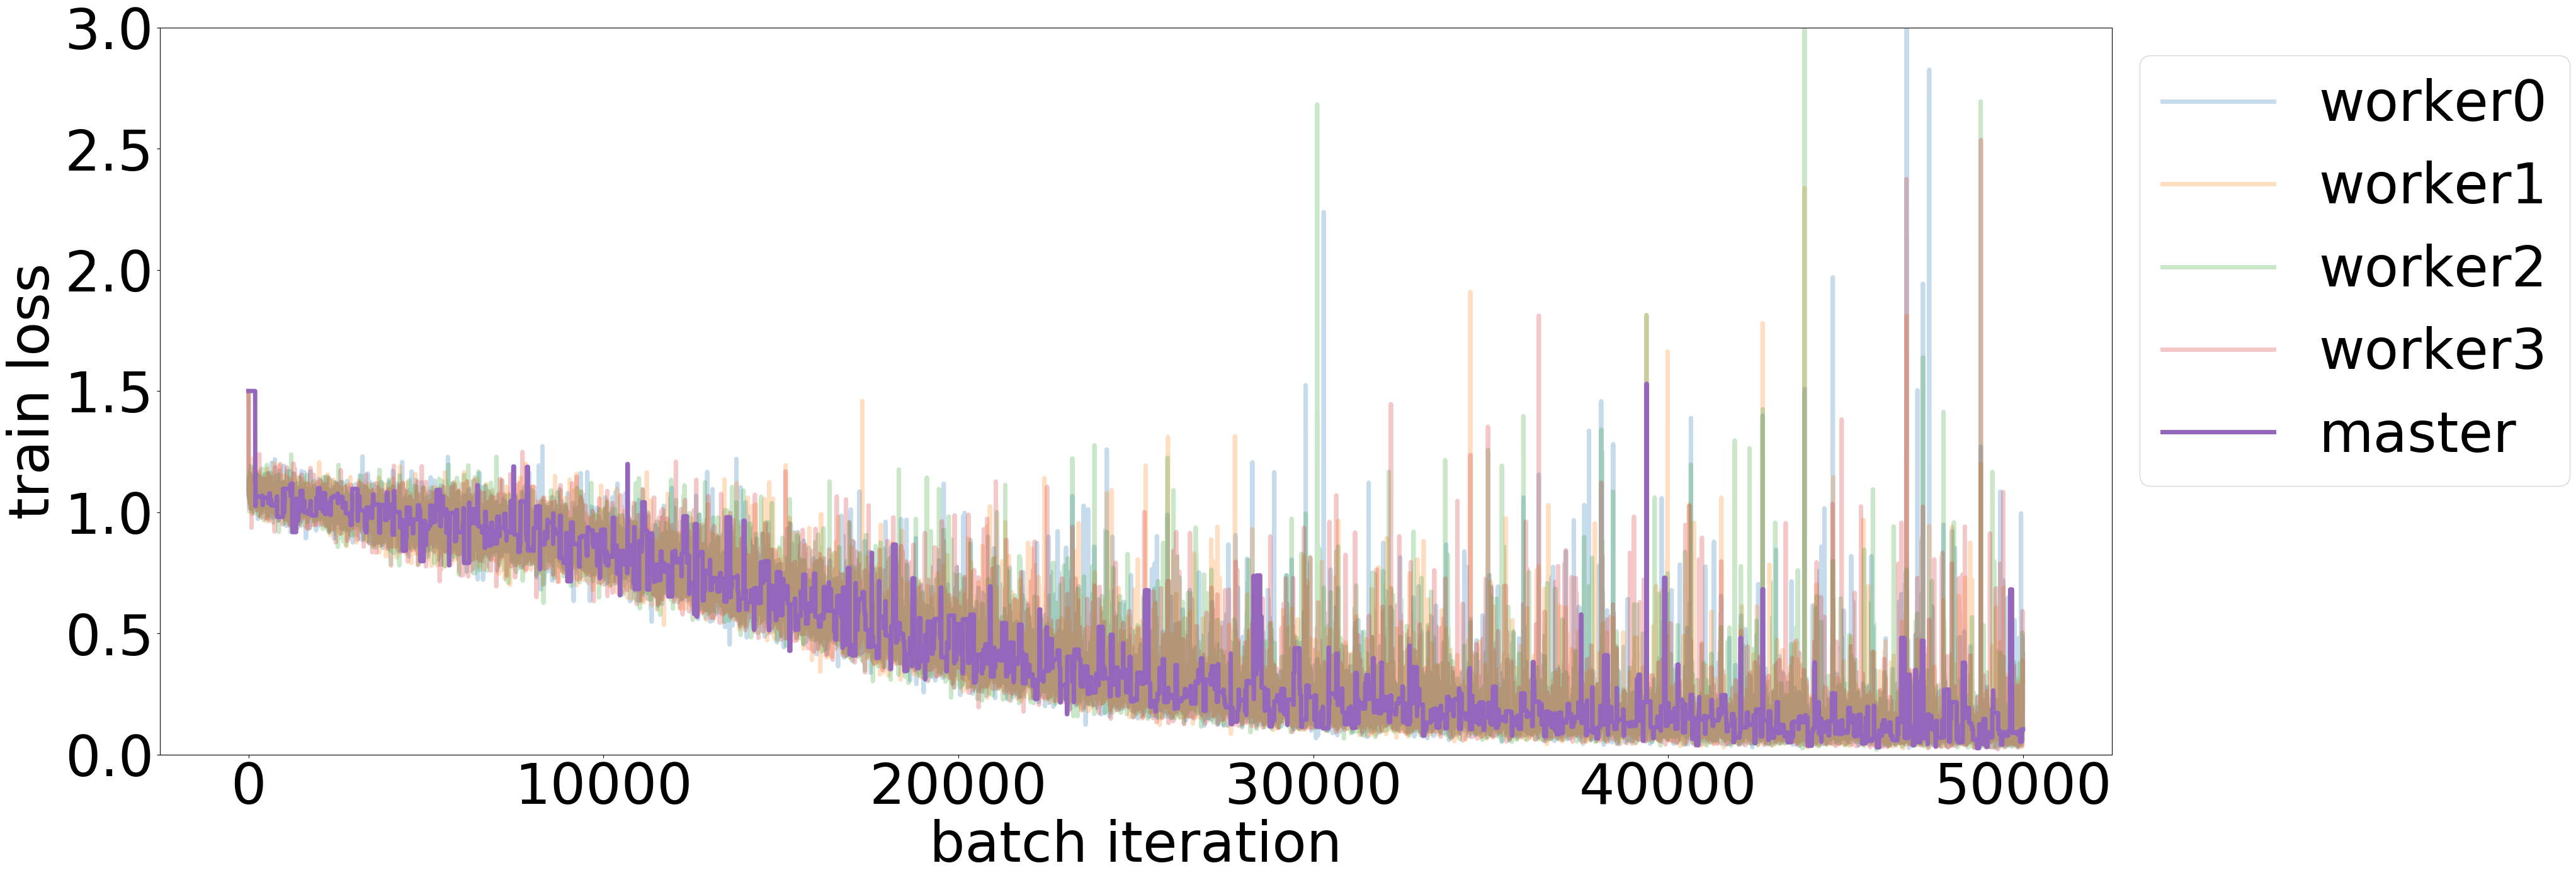 3.0
2.5
2.0
1.5
1.0
0.5
0.0
train loss
0 10000 20000 30000 40000 50000
batch iteration
worker0
worker1
worker2
worker3
master